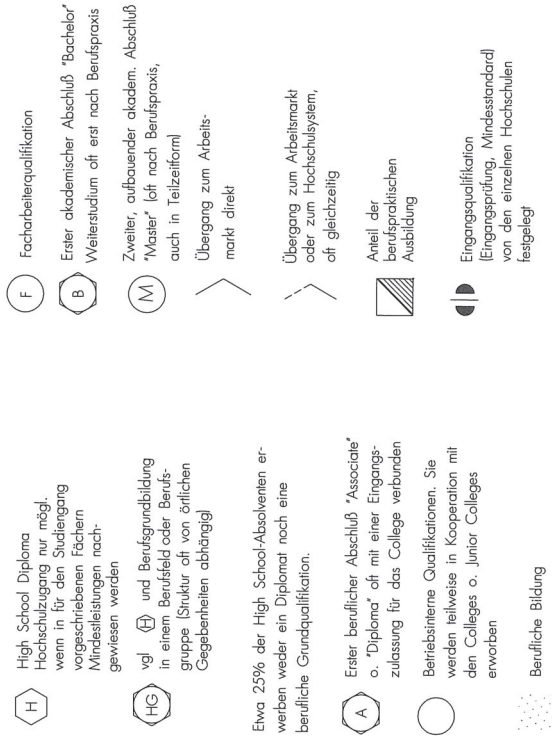 H
High School Diploma
Hochschulzugang nur mögl.
wenn in für den Studiengang
vorgeschriebenen Fächern
Mindestleistungen nach-
gewiesen werden
HG
vgl H und Berufsgrundbildung
in einem Berufsfeld oder Berufs-
gruppe (Struktur oft von örtlichen
Gegebenheiten abhängig)
Etwa 25% der High School-Absolventen er-
werben weder ein Diplomat noch eine
berufliche Grundqualifikation.
A
Erster beruflicher Abschluß "Associate"
o. "Diploma" oft mit einer Eingangs-
zulassung für das College verbunden
Betriebsinterne Qualifikationen. Sie
werden teilweise in Kooperation mit
den Colleges o. Junior Colleges
erworben
Berufliche Bildung
F
Facharbeiterqualifikation
B
Erster akademischer Abschluß "Bachelor"
Weiterstudium oft erst nach Berufspraxis
M
Zweiter, aufbauender akadem. Abschluß
"Master" (oft nach Berufspraxis,
auch in Teilzeitform)
Übergang zum Arbeits-
markt direkt
Übergang zum Arbeitsmarkt
oder zum Hochschulsystem,
oft gleichzeitig
Anteil der
berufspraktischen
Ausbildung
Eingangsqualifikation
(Eingangsprüfung, Mindesstandard)
von den einzelnen Hochschulen
festgelegt